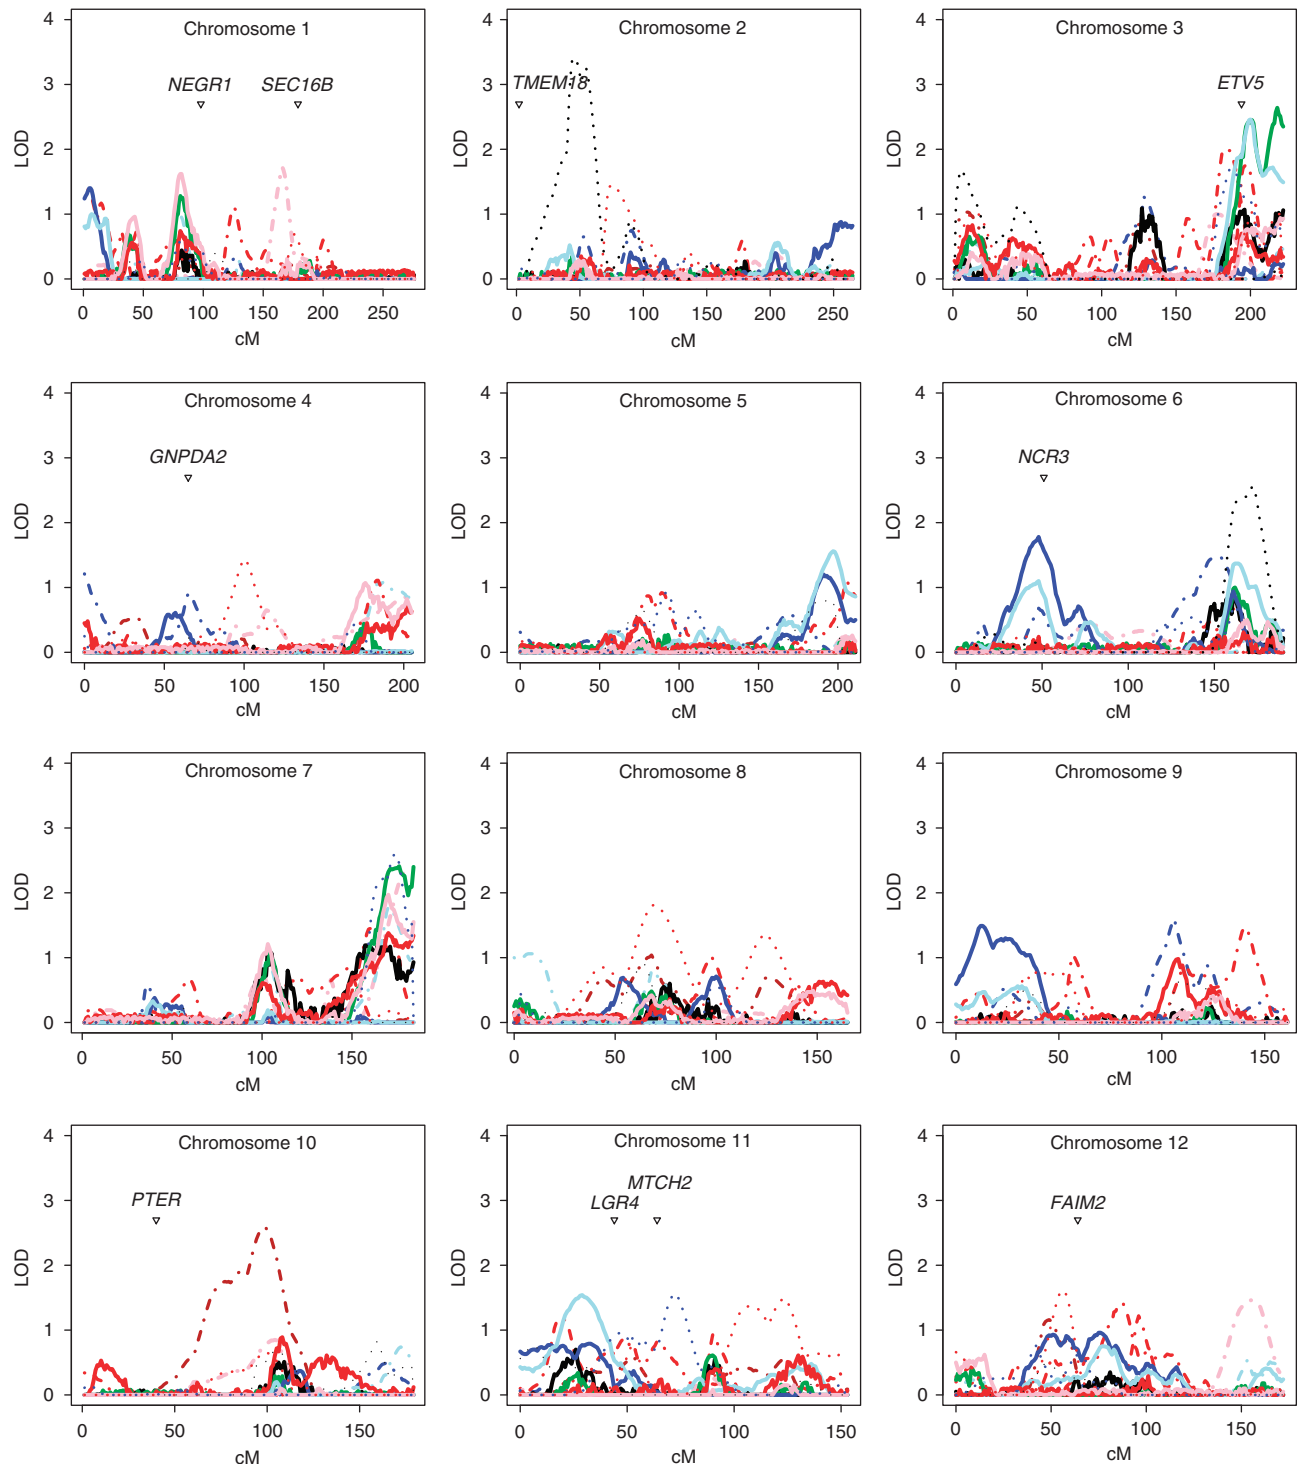 Chromosome 1
NEGR1 SEC16B
LOD
4
3
2
1
0
0 50 100 150 200 250
cM
Chromosome 2
TMEM18
LOD
4
3
2
1
0
0 50 100 150 200 250
cM
Chromosome 3
ETV5
LOD
4
3
2
1
0
0 50 100 150 200
cM
Chromosome 4
GNPDA2
LOD
4
3
2
1
0
0 50 100 150 200
cM
Chromosome 5
LOD
4
3
2
1
0
0 50 100 150 200
cM
Chromosome 6
NCR3
LOD
4
3
2
1
0
0 50 100 150
cM
Chromosome 7
LOD
4
3
2
1
0
0 50 100 150
cM
Chromosome 8
LOD
4
3
2
1
0
0 50 100 150
cM
Chromosome 9
LOD
4
3
2
1
0
0 50 100 150
cM
Chromosome 10
PTER
LOD
4
3
2
1
0
0 50 100 150
cM
Chromosome 11
MTCH2
LGR4
LOD
4
3
2
1
0
0 50 100 150
cM
Chromosome 12
FAIM2
LOD
4
3
2
1
0
0 50 100 150
cM